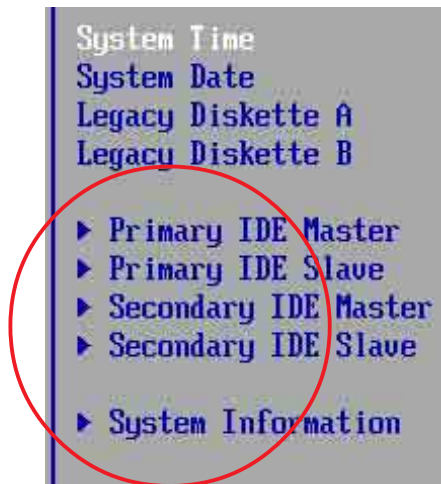 System Time
System Date
Legacy Diskette A
Legacy Diskette B
Primary IDE Master
Primary IDE Slave
Secondary IDE Master
Secondary IDE Slave
System Information